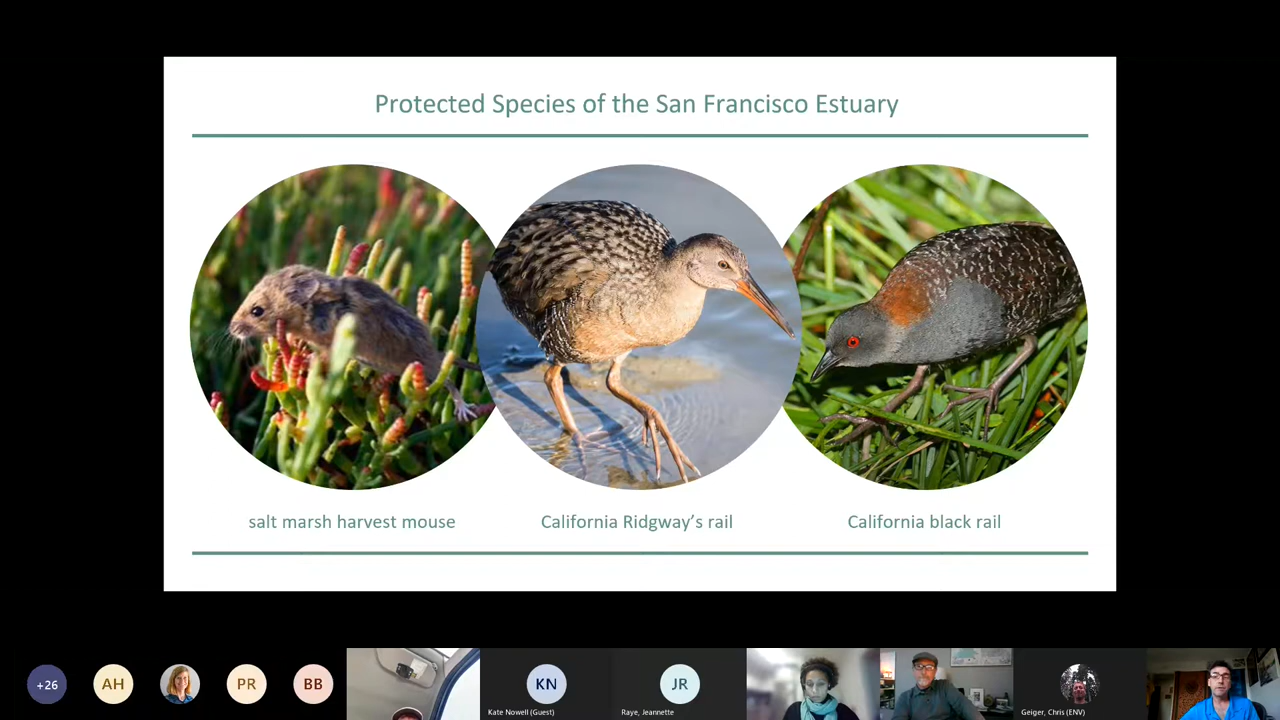 Protected Species of the San Francisco Estuary
salt marsh harvest mouse
California Ridgway's rail
California black rail
+26
AH
PR
BB
KN
Kate Nowell (Guest)
JR
Raye, Jeannette
Geiger, Chris (ENV)